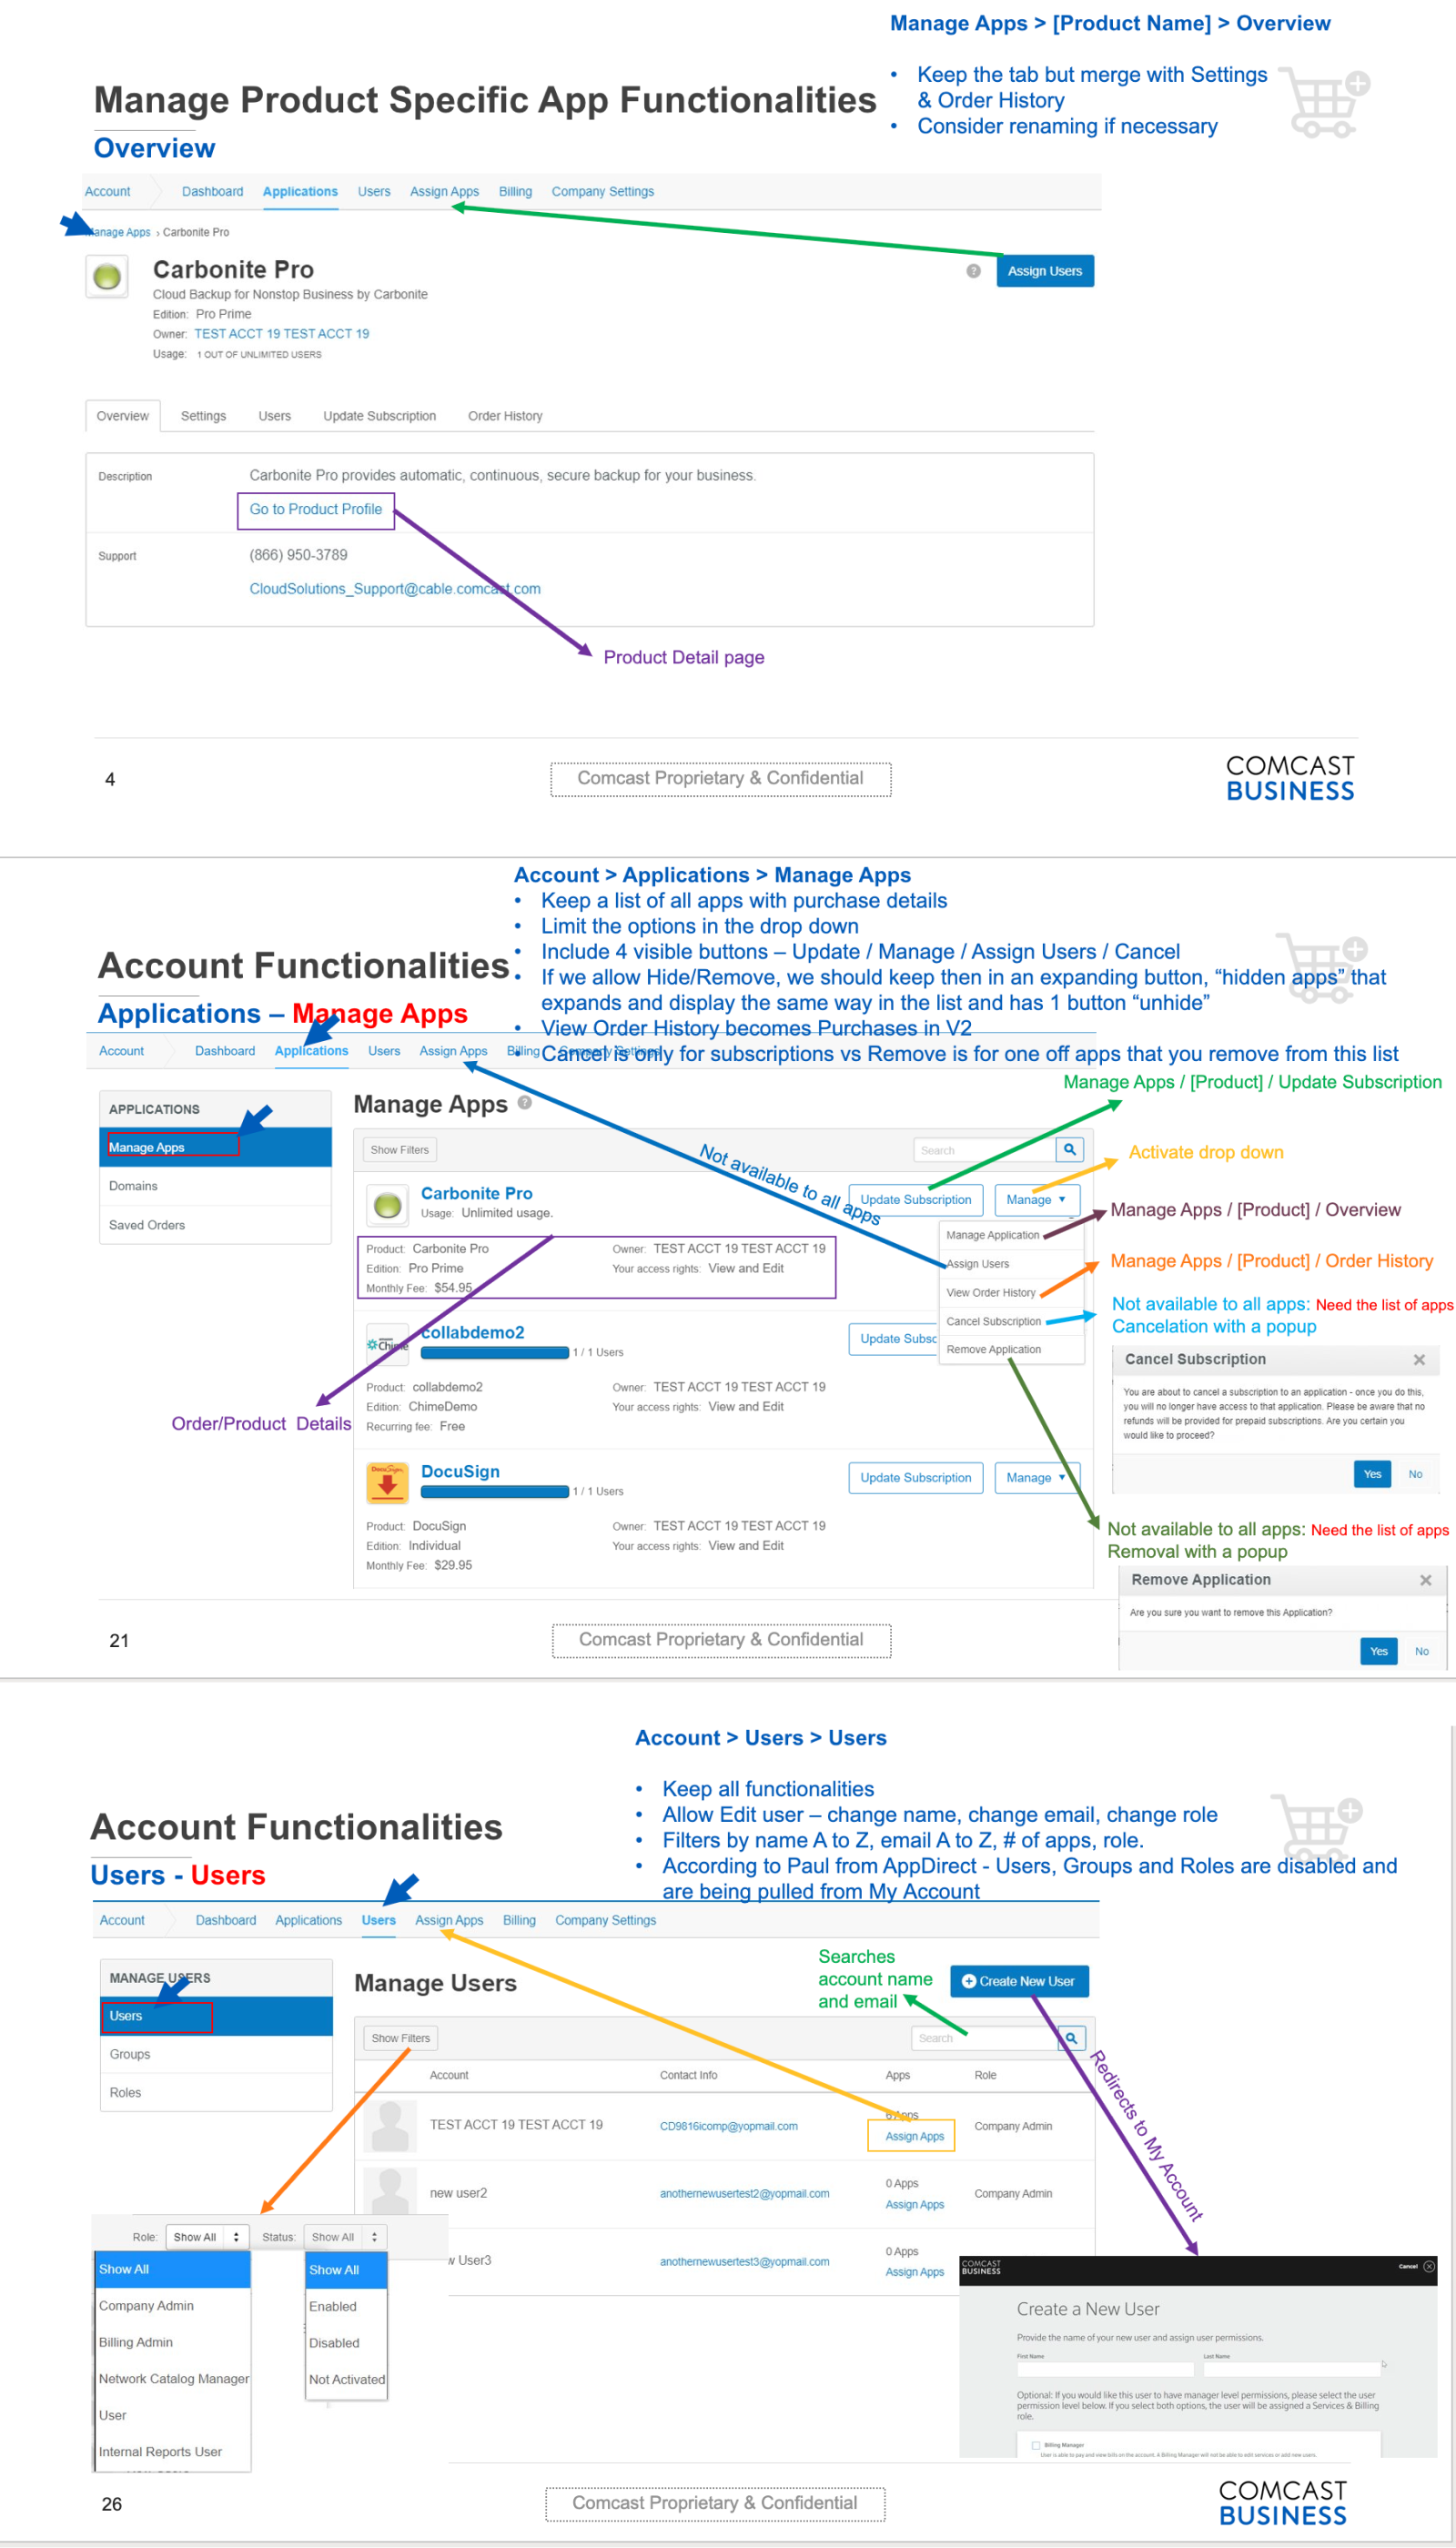 Manage Apps > [Product Name] > Overview
• Keep the tab but merge with Settings
& Order History
• Consider renaming if necessary
Manage Product Specific App Functionalities
Overview
Account Dashboard Applications Users Assign Apps Billing Company Settings
Manage Apps › Carbonite Pro
Carbonite Pro
? Assign Users
Cloud Backup for Nonstop Business by Carbonite
Edition: Pro Prime
Owner: TEST ACCT 19 TEST ACCT 19
Usage: 1 OUT OF UNLIMITED USERS
Overview Settings Users Update Subscription Order History
Description Carbonite Pro provides automatic, continuous, secure backup for your business.
Go to Product Profile
Support (866) 950-3789
CloudSolutions_Support@cable.comcast.com
Product Detail page
4
Comcast Proprietary & Confidential
COMCAST
BUSINESS
Account > Applications > Manage Apps
• Keep a list of all apps with purchase details
• Limit the options in the drop down
• Include 4 visible buttons – Update / Manage / Assign Users / Cancel
• If we allow Hide/Remove, we should keep then in an expanding button, “hidden apps” that
expands and display the same way in the list and has 1 button “unhide”
• View Order History becomes Purchases in V2
• Cancel is only for subscriptions vs Remove is for one off apps that you remove from this list
Account Functionalities
Applications – Manage Apps
Account Dashboard Applications Users Assign Apps Billing Company Settings
Manage Apps / [Product] / Update Subscription
APPLICATIONS
Manage Apps
Domains
Saved Orders
Manage Apps ?
Show Filters
Search
Not available to all apps
Activate drop down
Carbonite Pro
Usage: Unlimited usage.
Update Subscription Manage ▼
Manage Apps / [Product] / Overview
Product: Carbonite Pro Owner: TEST ACCT 19 TEST ACCT 19
Edition: Pro Prime Your access rights: View and Edit
Monthly Fee: $54.95
Manage Application
Assign Users
View Order History
Cancel Subscription
Remove Application
Manage Apps / [Product] / Order History
Not available to all apps: Need the list of apps
Cancelation with a popup
Chime
collabdemo2
1 / 1 Users
Update Subsc
Product: collabdemo2 Owner: TEST ACCT 19 TEST ACCT 19
Edition: ChimeDemo Your access rights: View and Edit
Recurring fee: Free
Order/Product Details
Cancel Subscription ×
You are about to cancel a subscription to an application - once you do this,
you will no longer have access to that application. Please be aware that no
refunds will be provided for prepaid subscriptions. Are you certain you
would like to proceed?
Yes No
DocuSign
DocuSign
1 / 1 Users
Update Subscription Manage ▼
Product: DocuSign Owner: TEST ACCT 19 TEST ACCT 19
Edition: Individual Your access rights: View and Edit
Monthly Fee: $29.95
Not available to all apps: Need the list of apps
Removal with a popup
Remove Application ×
Are you sure you want to remove this Application?
Yes No
21
Comcast Proprietary & Confidential
Account > Users > Users
• Keep all functionalities
• Allow Edit user – change name, change email, change role
• Filters by name A to Z, email A to Z, # of apps, role.
• According to Paul from AppDirect - Users, Groups and Roles are disabled and
are being pulled from My Account
Account Functionalities
Users - Users
Account Dashboard Applications Users Assign Apps Billing Company Settings
MANAGE USERS
Users
Groups
Roles
Manage Users
Searches
account name
and email
Create New User
Show Filters
Search
Redirects to My Account
Account Contact Info Apps Role
TEST ACCT 19 TEST ACCT 19 CD9816icomp@yopmail.com 6 Apps Company Admin
Assign Apps
new user2 anothernewusertest2@yopmail.com 0 Apps Company Admin
Assign Apps
w User3 anothernewusertest3@yopmail.com 0 Apps
Assign Apps
Role: Show All Status: Show All
Show All
Company Admin
Billing Admin
Network Catalog Manager
User
Internal Reports User
Show All
Enabled
Disabled
Not Activated
COMCAST
BUSINESS
Cancel
Create a New User
Provide the name of your new user and assign user permissions.
First Name Last Name
Optional: If you would like this user to have manager level permissions, please select the user
permission level below. If you select both options, the user will be assigned a Services & Billing
role.
Billing Manager
User is able to pay and view bills on the account. A Billing Manager will not be able to edit services or add new users.
26
Comcast Proprietary & Confidential
COMCAST
BUSINESS